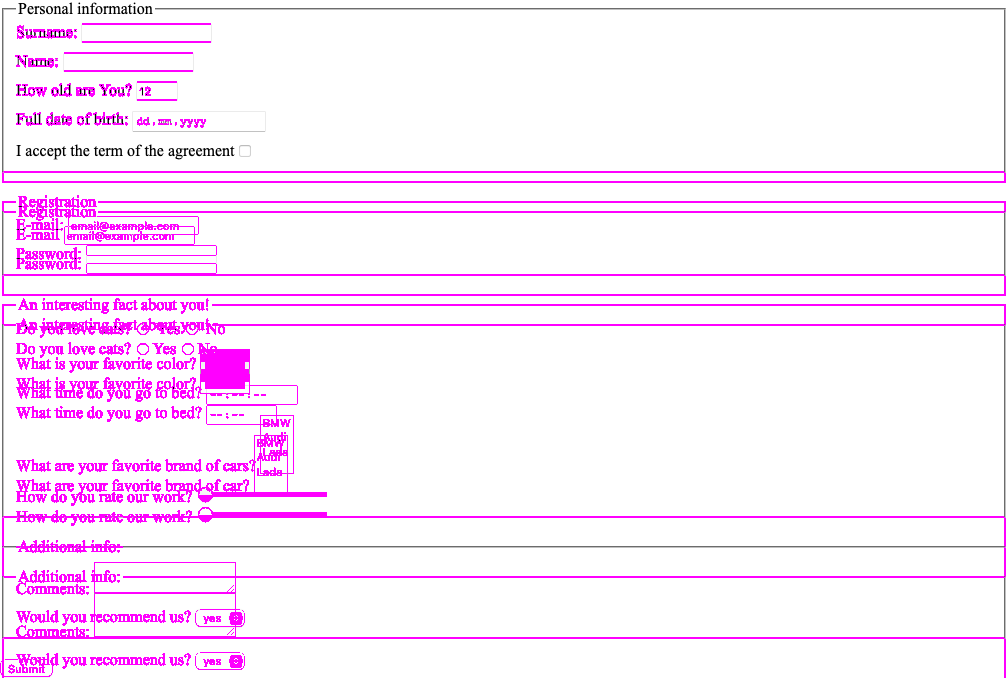 Personal information
Surname:
Name:
How old are You? 12
Full date of birth: dd.mm.yyyy
I accept the term of the agreement
Registration
Registration
E-mail: email@example.com
E-mail email@example.com
Password:
Password:
An interesting fact about you!
An interesting fact about you!
Do you love cats? Yes No
Do you love cats? Yes No
What is your favorite color?
What is your favorite color?
What time do you go to bed? --:--:--
What time do you go to bed? --:--
BMW
Audi
Lada
BMW
Audi
Lada
What are your favorite brand of cars?
What are your favorite brand of car?
How do you rate our work?
How do you rate our work?
Additional info:
Additional info:
Comments:
Would you recommend us? yes
Comments:
Would you recommend us? yes
Submit